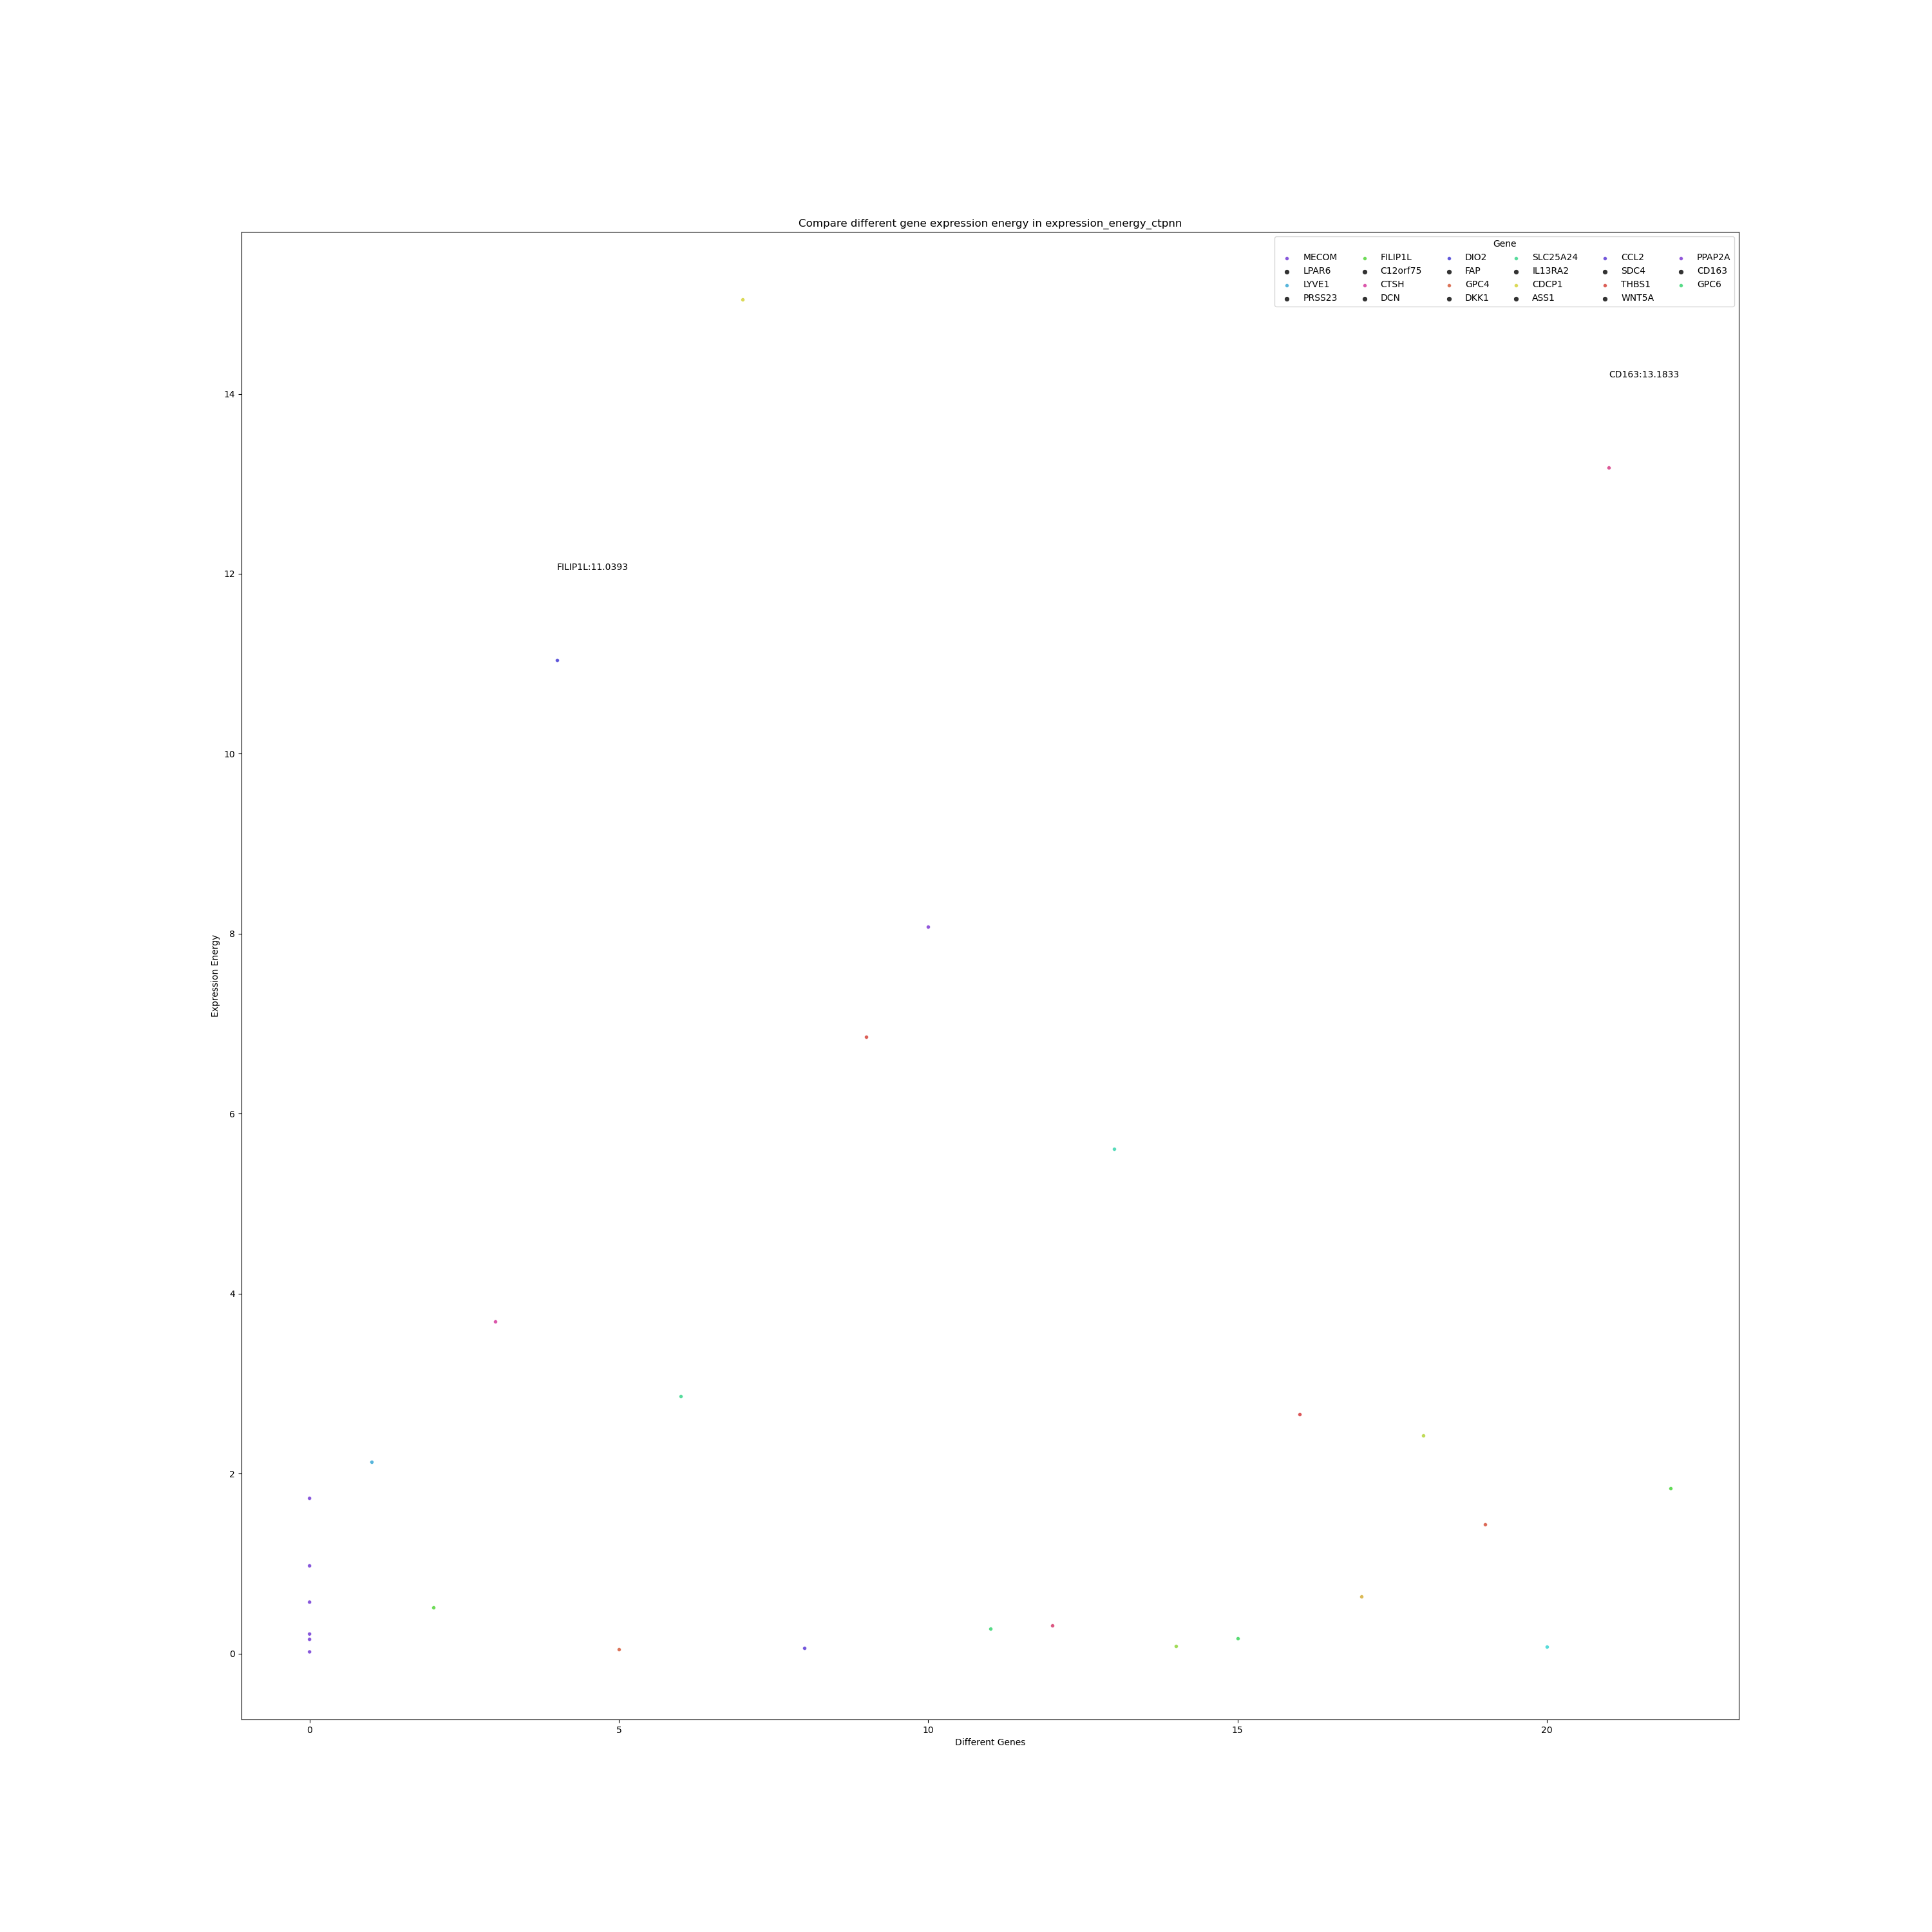 Compare different gene expression energy in expression_energy_ctpnn
Gene
MECOM FILIP1L DIO2 SLC25A24 CCL2 PPAP2A
LPAR6 C12orf75 FAP IL13RA2 SDC4 CD163
LYVE1 CTSH GPC4 CDCP1 THBS1 GPC6
PRSS23 DCN DKK1 ASS1 WNT5A
CD163:13.1833
14
FILIP1L:11.0393
12
10
8
Expression Energy
6
4
2
0
0 5 10 15 20
Different Genes